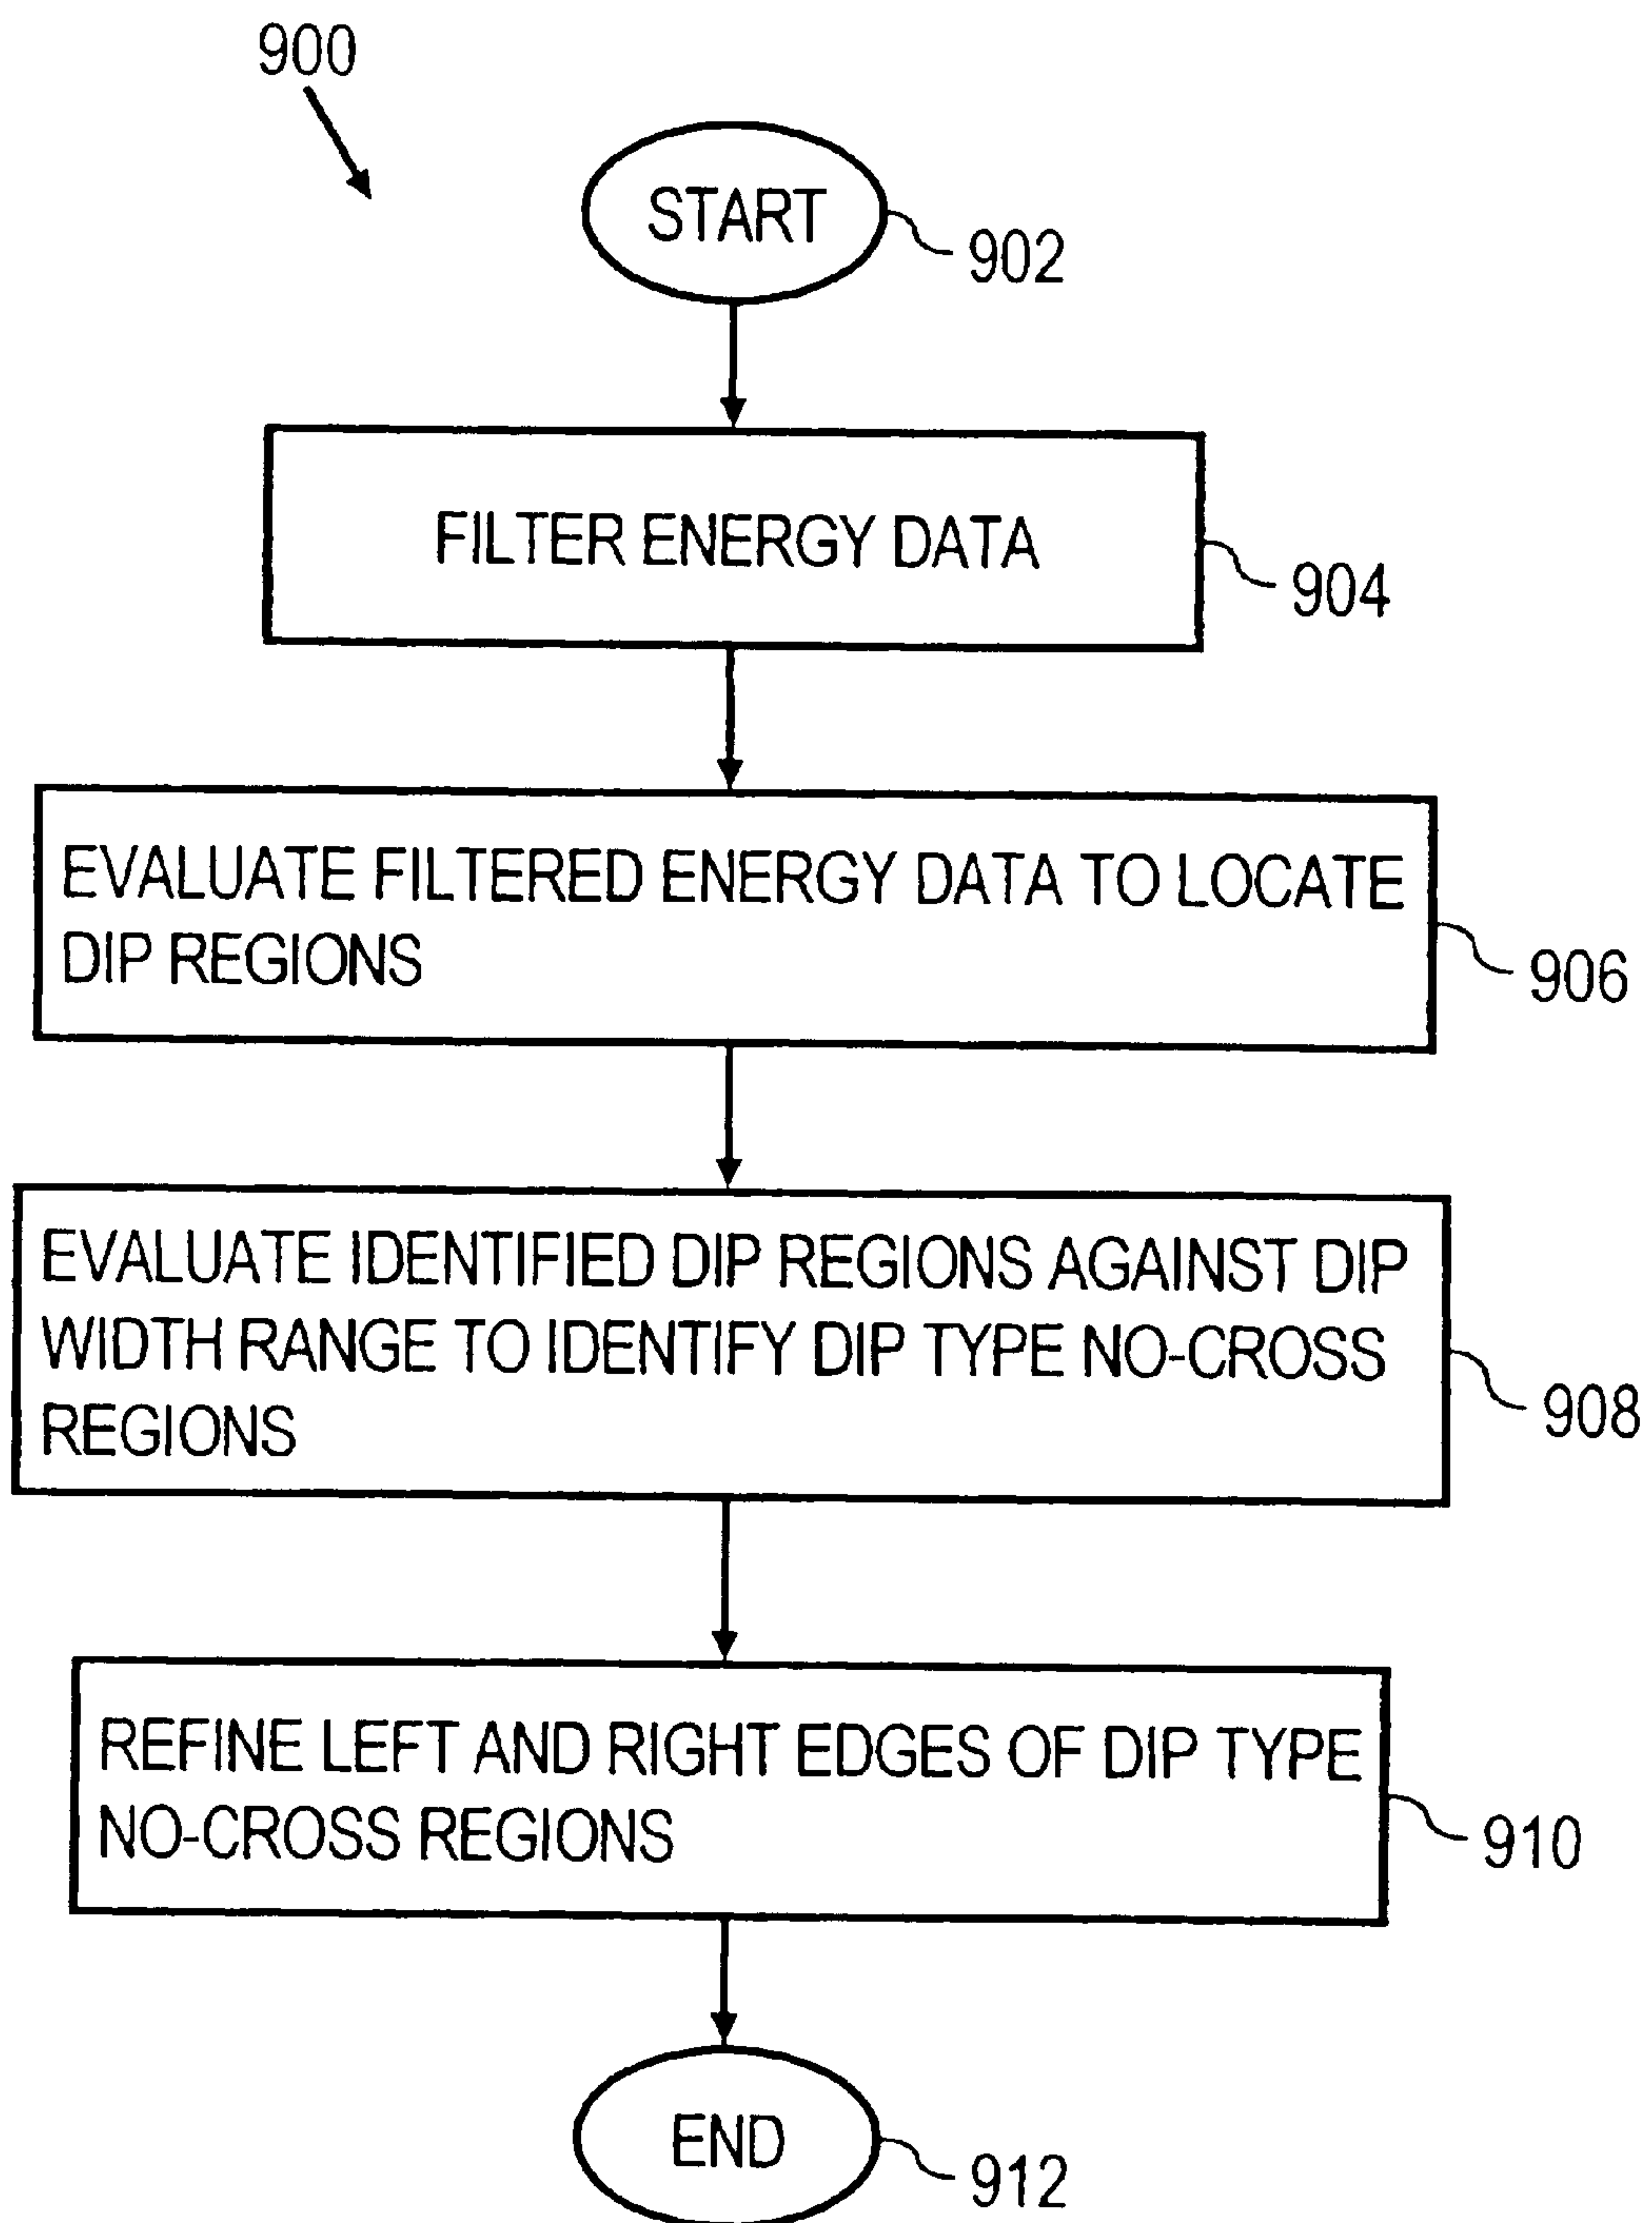 900
START
902
FILTER ENERGY DATA
904
EVALUATE FILTERED ENERGY DATA TO LOCATE
DIP REGIONS
906
EVALUATE IDENTIFIED DIP REGIONS AGAINST DIP
WIDTH RANGE TO IDENTIFY DIP TYPE NO-CROSS
REGIONS
908
REFINE LEFT AND RIGHT EDGES OF DIP TYPE
NO-CROSS REGIONS
910
END
912